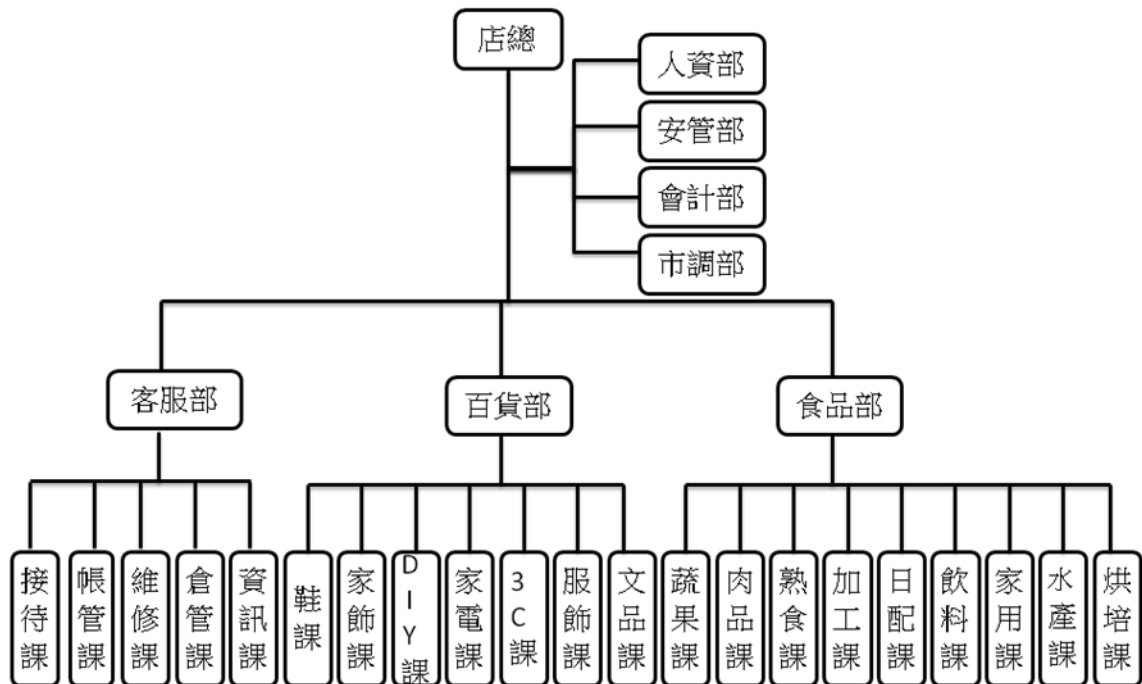 店總
人資部
安管部
會計部
市調部
客服部
百貨部
食品部
接待課
帳管課
維修課
倉管課
資訊課
鞋課
家飾課
DIY課
家電課
3C課
服飾課
文品課
蔬果課
肉品課
熟食課
加工課
日配課
飲料課
家用課
水產課
烘培課